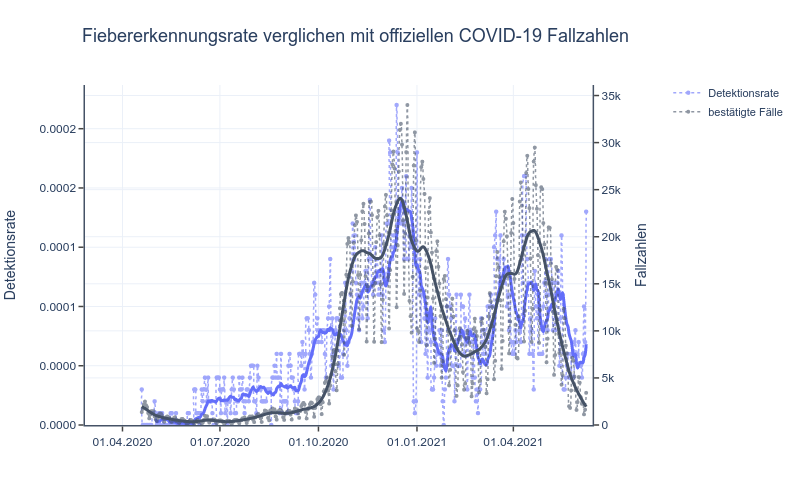 Fiebererkennungsrate verglichen mit offiziellen COVID-19 Fallzahlen
Detektionsrate
bestätigte Fälle
Detektionsrate
0.0002
0.0002
0.0001
0.0001
0.0000
0.0000
35k
30k
25k
20k
15k
10k
5k
0
Fallzahlen
01.04.2020
01.07.2020
01.10.2020
01.01.2021
01.04.2021